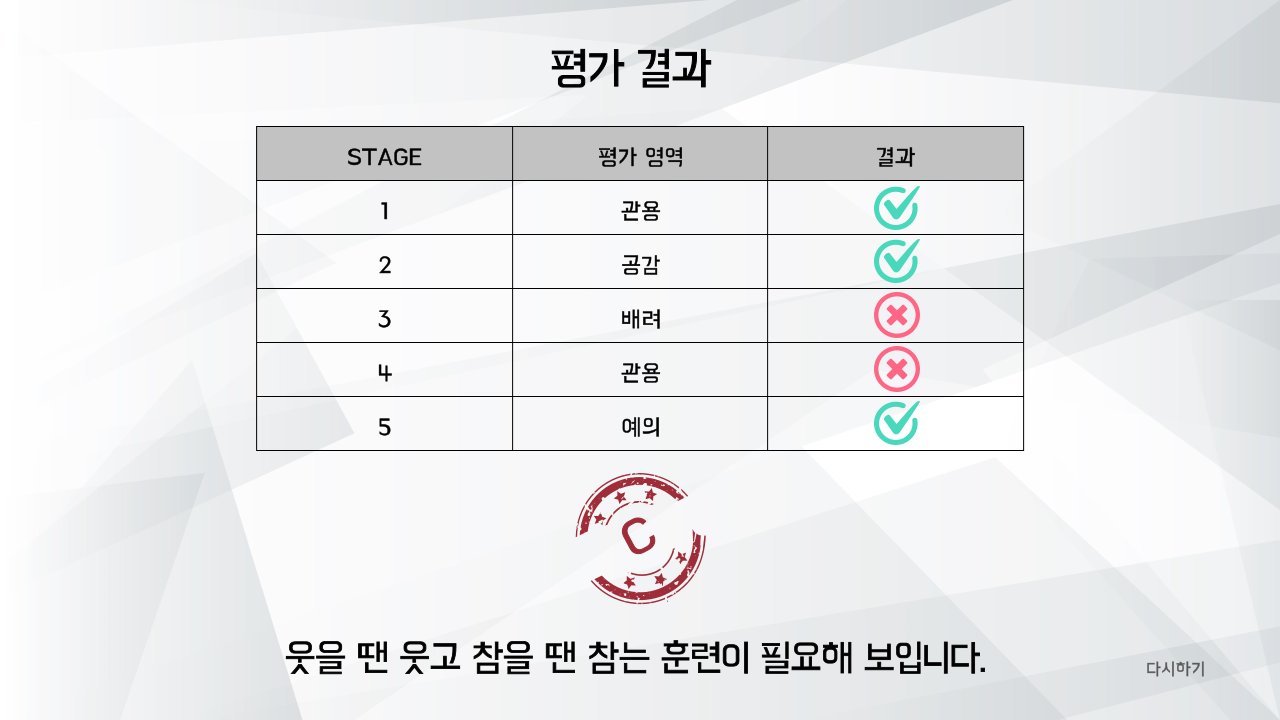 평가 결과
STAGE 평가 영역 결과
1 관용
2 공감
3 배려
4 관용
5 예의
C
웃을 땐 웃고 참을 땐 참는 훈련이 필요해 보입니다.
다시하기